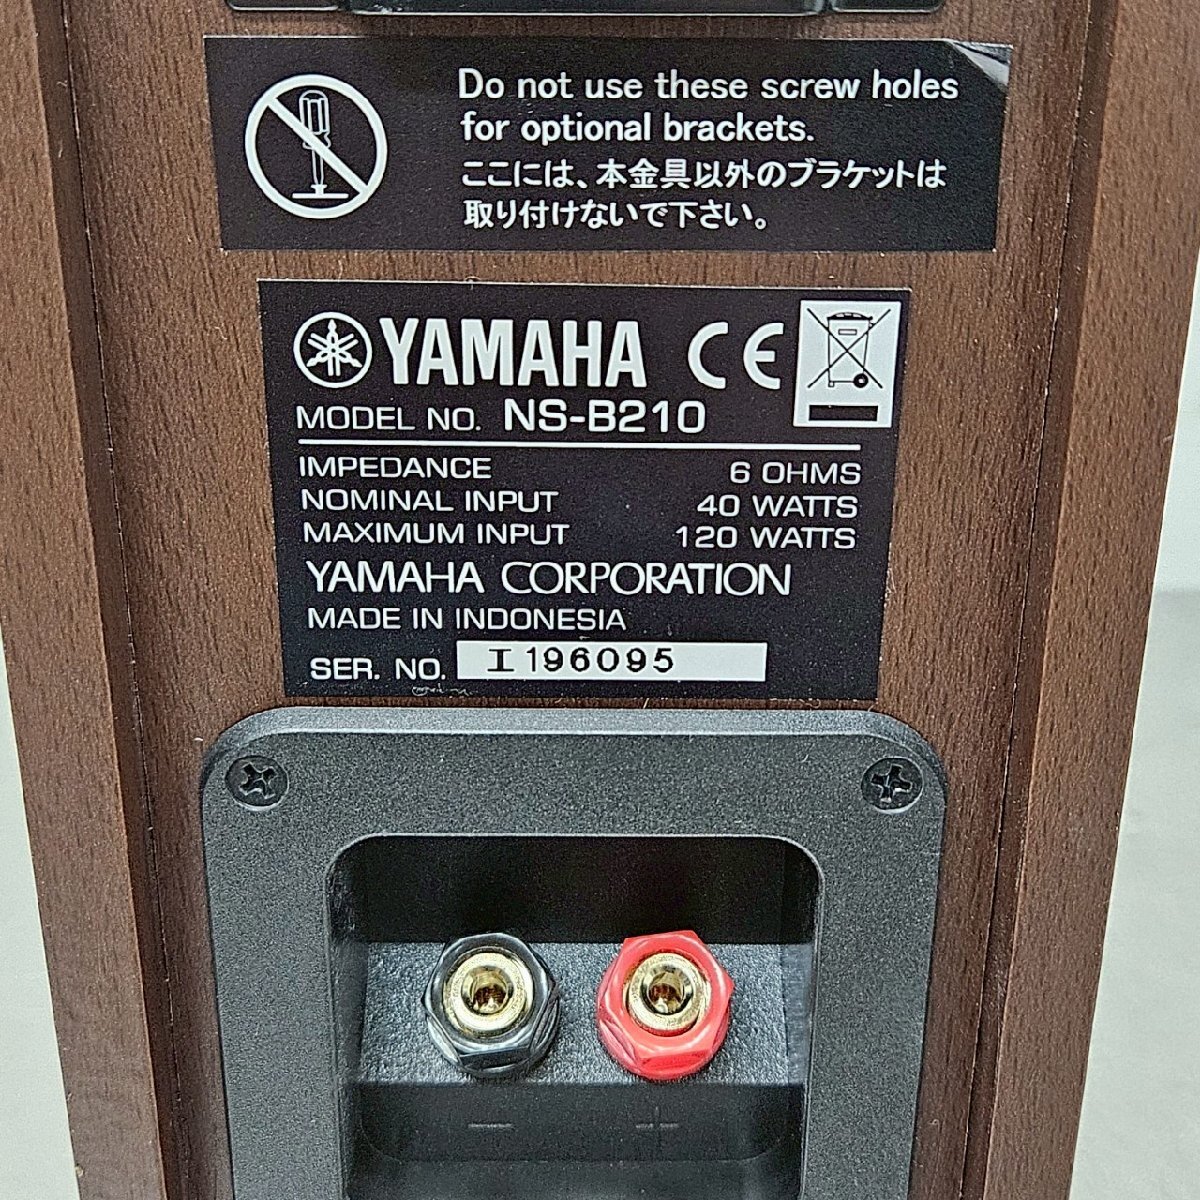 Do not use these screw holes
for optional brackets.
ここには、本金具以外のブラケットは
取り付けないで下さい。
YAMAHA CE
MODEL NO. NS-B210
IMPEDANCE 6 OHMS
NOMINAL INPUT 40 WATTS
MAXIMUM INPUT 120 WATTS
YAMAHA CORPORATION
MADE IN INDONESIA
SER. NO. I196095
− +